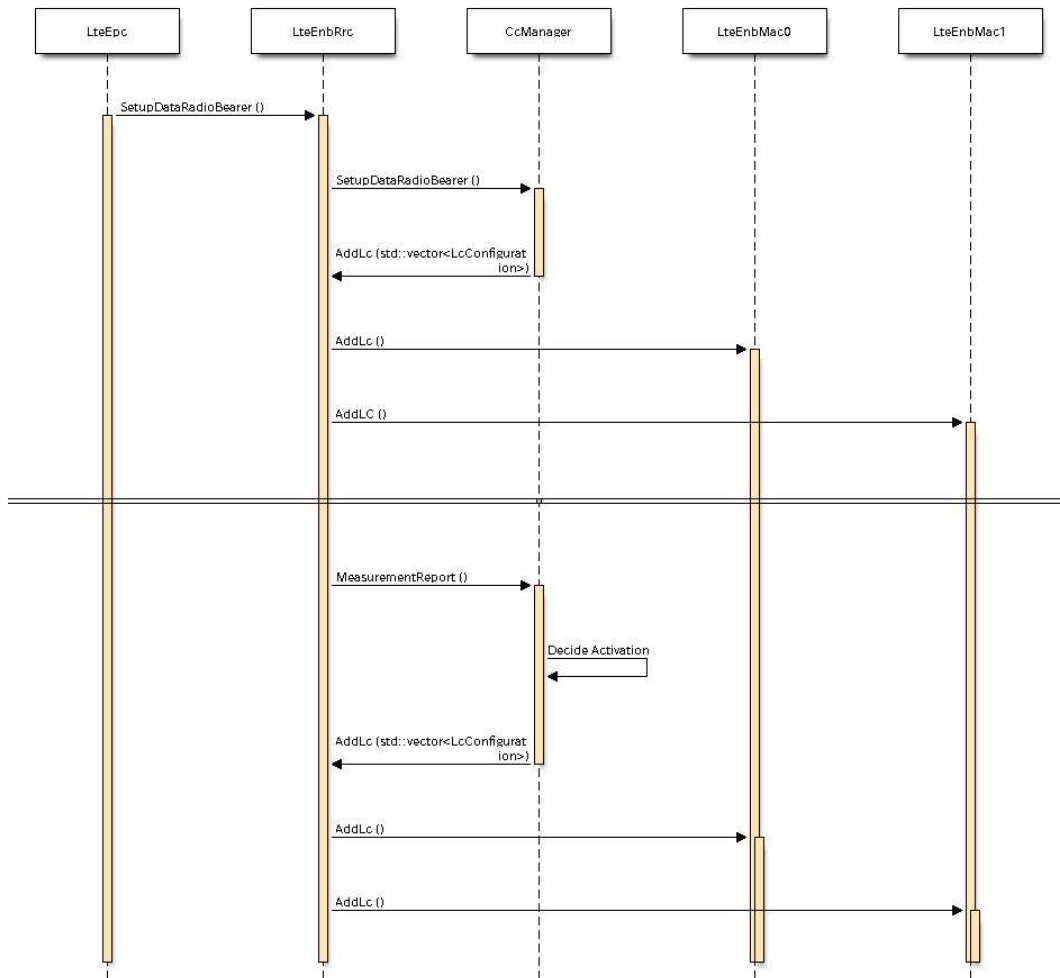 LteEpc
LteEnbRrc
CcManager
LteEnbMac0
LteEnbMac1
SetupDataRadioBearer ()
SetupDataRadioBearer ()
AddLc (std::vector<LcConfigurat
ion>)
AddLc ()
AddLC ()
MeasurementReport ()
Decide Activation
AddLc (std::vector<LcConfigurat
ion>)
AddLc ()
AddLc ()